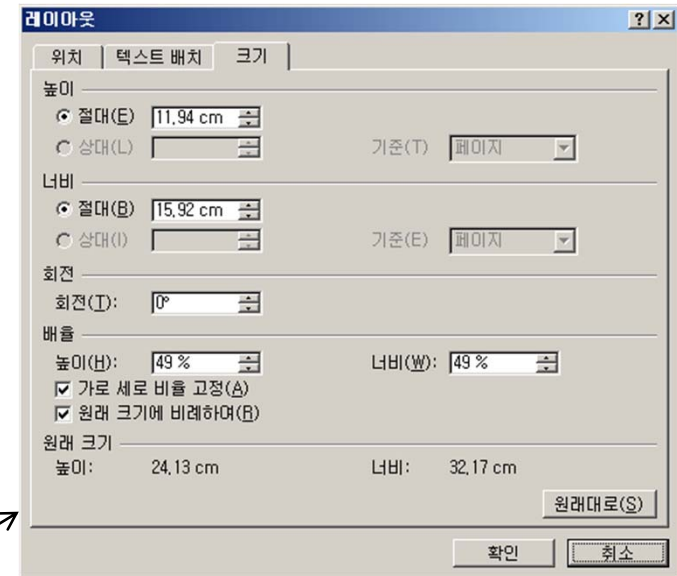 레이아웃
위치 텍스트 배치 크기
높이
절대(E) 11,94 cm
상대(L) 기준(T) 페이지
너비
절대(B) 15,92 cm
상대(I) 기준(E) 페이지
회전
회전(T): 0°
배율
높이(H): 49 % 너비(W): 49 %
가로 세로 비율 고정(A)
원래 크기에 비례하여(R)
원래 크기
높이: 24,13 cm 너비: 32,17 cm
원래대로(S)
확인 취소